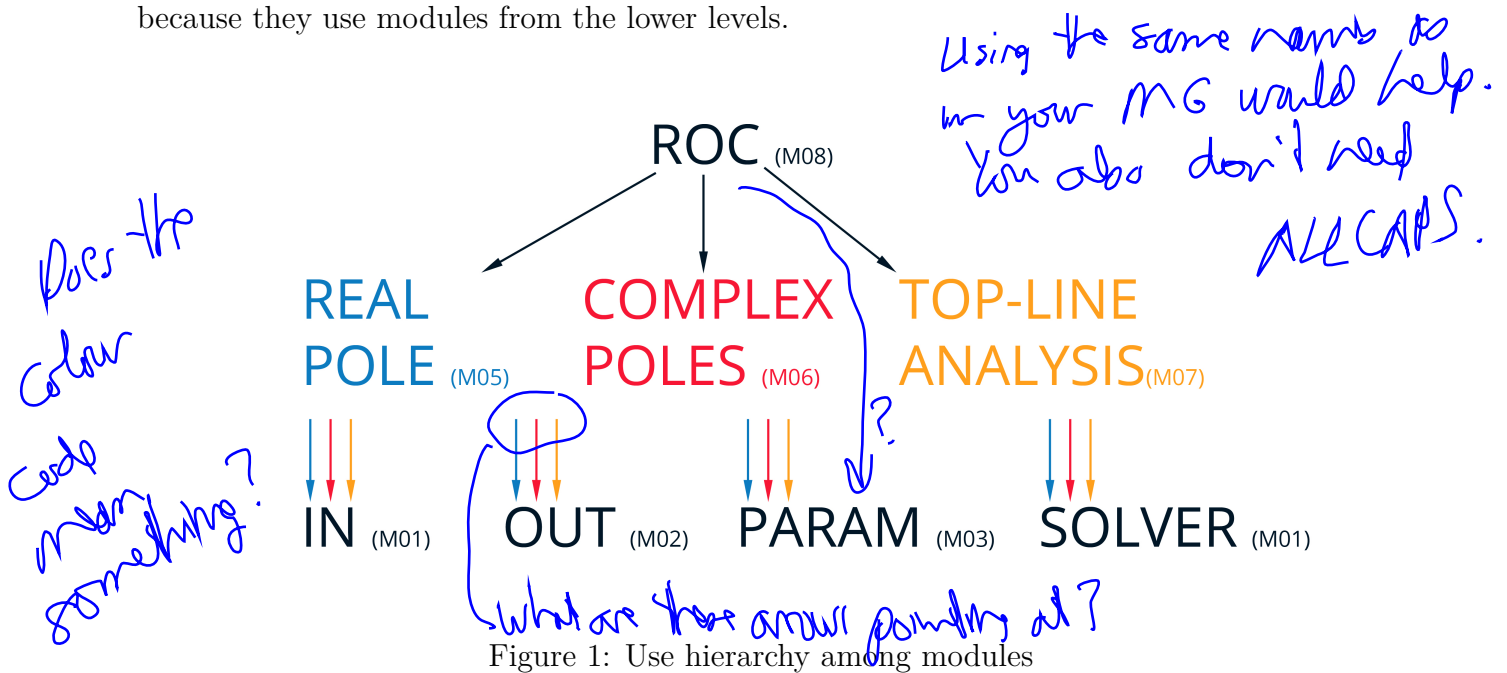 because they use modules from the lower levels.
Using the same names as
in your MG would help.
You also don't need
ALL CAPS.
ROC (M08)
Does the
colour
code
mean
something?
REAL
POLE (M05)
COMPLEX
POLES (M06)
TOP-LINE
ANALYSIS(M07)
?
IN (M01)
OUT (M02)
PARAM (M03)
SOLVER (M01)
What are these arrows pointing at?
Figure 1: Use hierarchy among modules